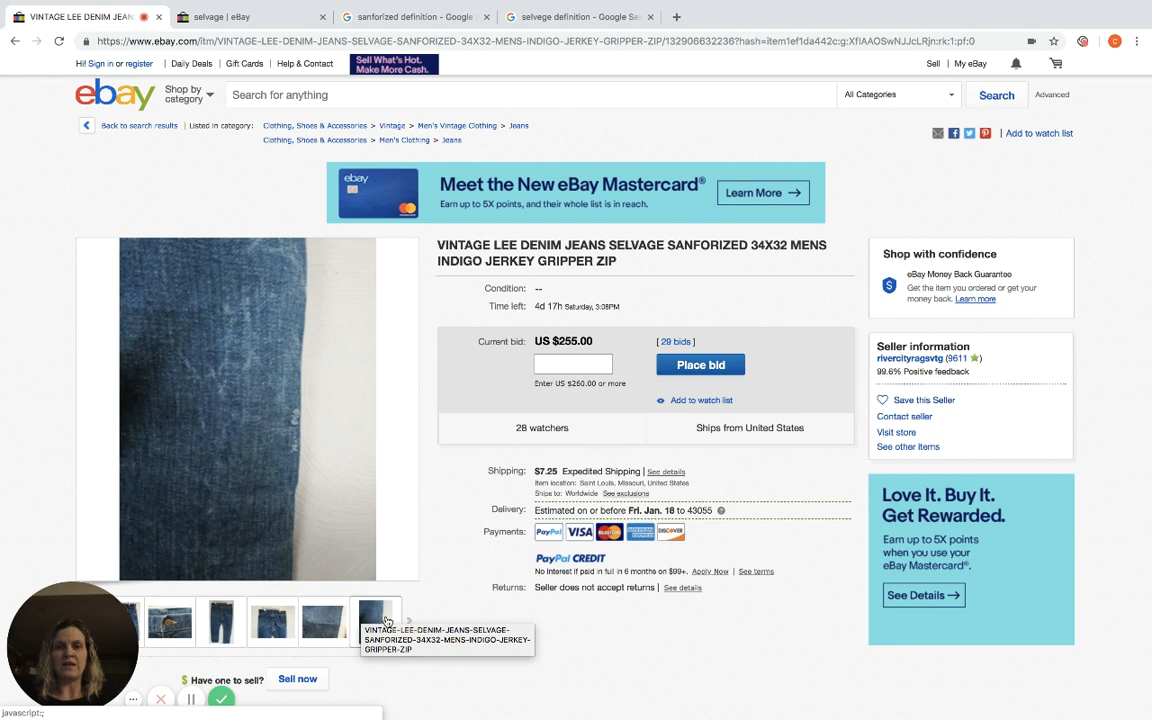 VINTAGE LEE DENIM JEAN
selvage | eBay
sanforized definition - Google
selvege definition - Google Se
https://www.ebay.com/itm/VINTAGE-LEE-DENIM-JEANS-SELVAGE-SANFORIZED-34X32-MENS-INDIGO-JERKEY-GRIPPER-ZIP/132906632236?hash=item1ef1da442c:g:XfIAAOSwNJJcLRjn:rk:1:pf:0
Hi! Sign in or register
Daily Deals
Gift Cards
Help & Contact
Sell What's Hot.
Make More Cash.
Sell
My eBay
ebay
Shop by
category
Search for anything
All Categories
Search
Advanced
Back to search results
Listed in category:
Clothing, Shoes & Accessories > Vintage > Men's Vintage Clothing > Jeans
Clothing, Shoes & Accessories > Men's Clothing > Jeans
Add to watch list
ebay
Meet the New eBay Mastercard®
Earn up to 5X points, and their whole list is in reach.
Learn More →
VINTAGE LEE DENIM JEANS SELVAGE SANFORIZED 34X32 MENS
INDIGO JERKEY GRIPPER ZIP
Condition: --
Time left: 4d 17h Saturday, 3:08PM
Current bid: US $255.00
[ 29 bids ]
Place bid
Enter US $260.00 or more
Add to watch list
28 watchers
Ships from United States
Shipping: $7.25 Expedited Shipping | See details
Item location: Saint Louis, Missouri, United States
Ships to: Worldwide See exclusions
Delivery: Estimated on or before Fri. Jan. 18 to 43055
Payments: PayPal VISA MasterCard AMERICAN EXPRESS DISCOVER
PayPal CREDIT
No Interest if paid in full in 6 months on $99+. Apply Now | See terms
Returns: Seller does not accept returns | See details
Shop with confidence
eBay Money Back Guarantee
Get the item you ordered or get your
money back. Learn more
Seller information
rivercityragsvtg (9611 )
99.6% Positive feedback
Save this Seller
Contact seller
Visit store
See other items
Love It. Buy It.
Get Rewarded.
Earn up to 5X points
when you use your
eBay Mastercard®.
See Details →
VINTAGE-LEE-DENIM-JEANS-SELVAGE-
SANFORIZED-34X32-MENS-INDIGO-JERKEY-
GRIPPER-ZIP
Have one to sell?
Sell now
javascript:;